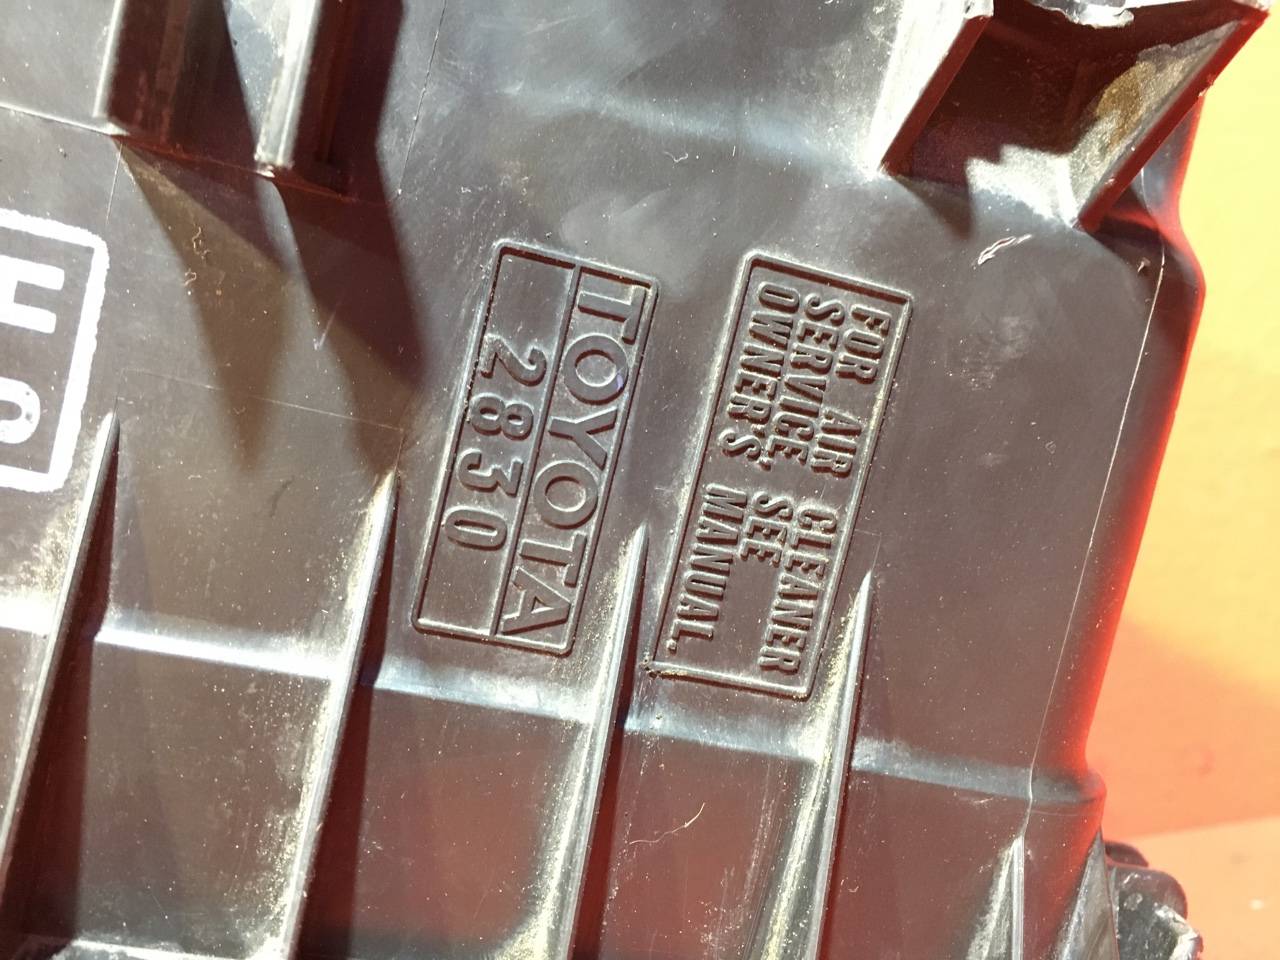 TOYOTA
2830
FOR AIR CLEANER
SERVICE, SEE
OWNER'S MANUAL.